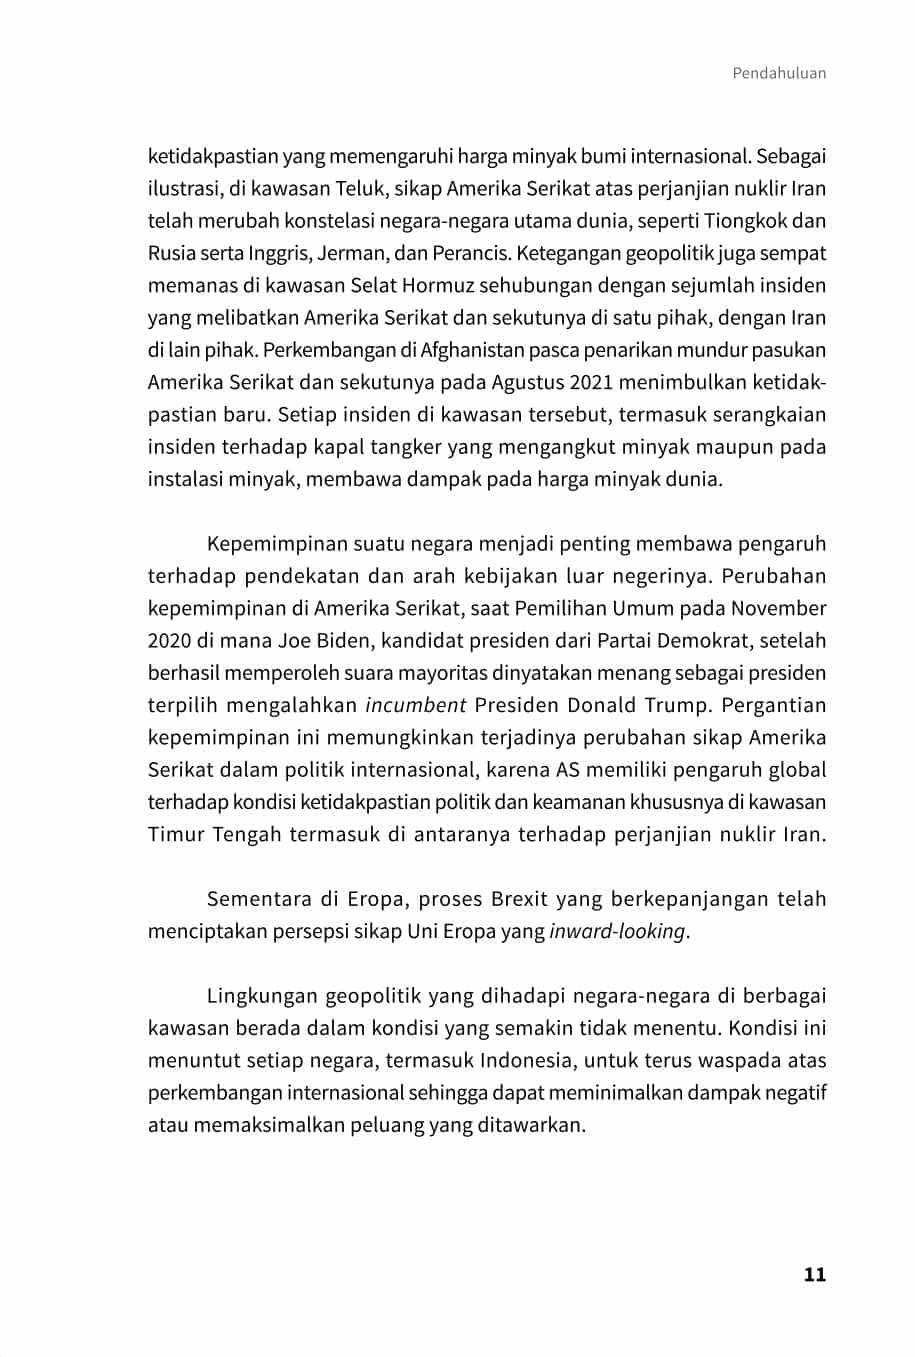 Pendahuluan
ketidakpastian yang memengaruhi harga minyak bumi internasional. Sebagai
ilustrasi, di kawasan Teluk, sikap Amerika Serikat atas perjanjian nuklir Iran
telah merubah konstelasi negara-negara utama dunia, seperti Tiongkok dan
Rusia serta Inggris, Jerman, dan Perancis. Ketegangan geopolitik juga sempat
memanas di kawasan Selat Hormuz sehubungan dengan sejumlah insiden
yang melibatkan Amerika Serikat dan sekutunya di satu pihak, dengan Iran
di lain pihak. Perkembangan di Afghanistan pasca penarikan mundur pasukan
Amerika Serikat dan sekutunya pada Agustus 2021 menimbulkan ketidak-
pastian baru. Setiap insiden di kawasan tersebut, termasuk serangkaian
insiden terhadap kapal tangker yang mengangkut minyak maupun pada
instalasi minyak, membawa dampak pada harga minyak dunia.
Kepemimpinan suatu negara menjadi penting membawa pengaruh
terhadap pendekatan dan arah kebijakan luar negerinya. Perubahan
kepemimpinan di Amerika Serikat, saat Pemilihan Umum pada November
2020 di mana Joe Biden, kandidat presiden dari Partai Demokrat, setelah
berhasil memperoleh suara mayoritas dinyatakan menang sebagai presiden
terpilih mengalahkan incumbent Presiden Donald Trump. Pergantian
kepemimpinan ini memungkinkan terjadinya perubahan sikap Amerika
Serikat dalam politik internasional, karena AS memiliki pengaruh global
terhadap kondisi ketidakpastian politik dan keamanan khususnya di kawasan
Timur Tengah termasuk di antaranya terhadap perjanjian nuklir Iran.
Sementara di Eropa, proses Brexit yang berkepanjangan telah
menciptakan persepsi sikap Uni Eropa yang inward-looking.
Lingkungan geopolitik yang dihadapi negara-negara di berbagai
kawasan berada dalam kondisi yang semakin tidak menentu. Kondisi ini
menuntut setiap negara, termasuk Indonesia, untuk terus waspada atas
perkembangan internasional sehingga dapat meminimalkan dampak negatif
atau memaksimalkan peluang yang ditawarkan.
11